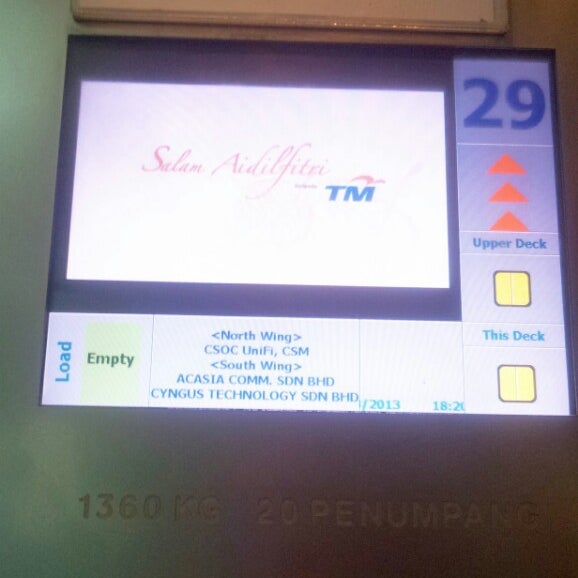 29
Salam Aidilfitri
TM
Upper Deck
This Deck
Load
Empty
<North Wing>
CSOC UniFi, CSM
<South Wing>
ACASIA COMM. SDN BHD
CYNGUS TECHNOLOGY SDN BHD
/2013 18:20
1360 KG 20 PENUMPANG